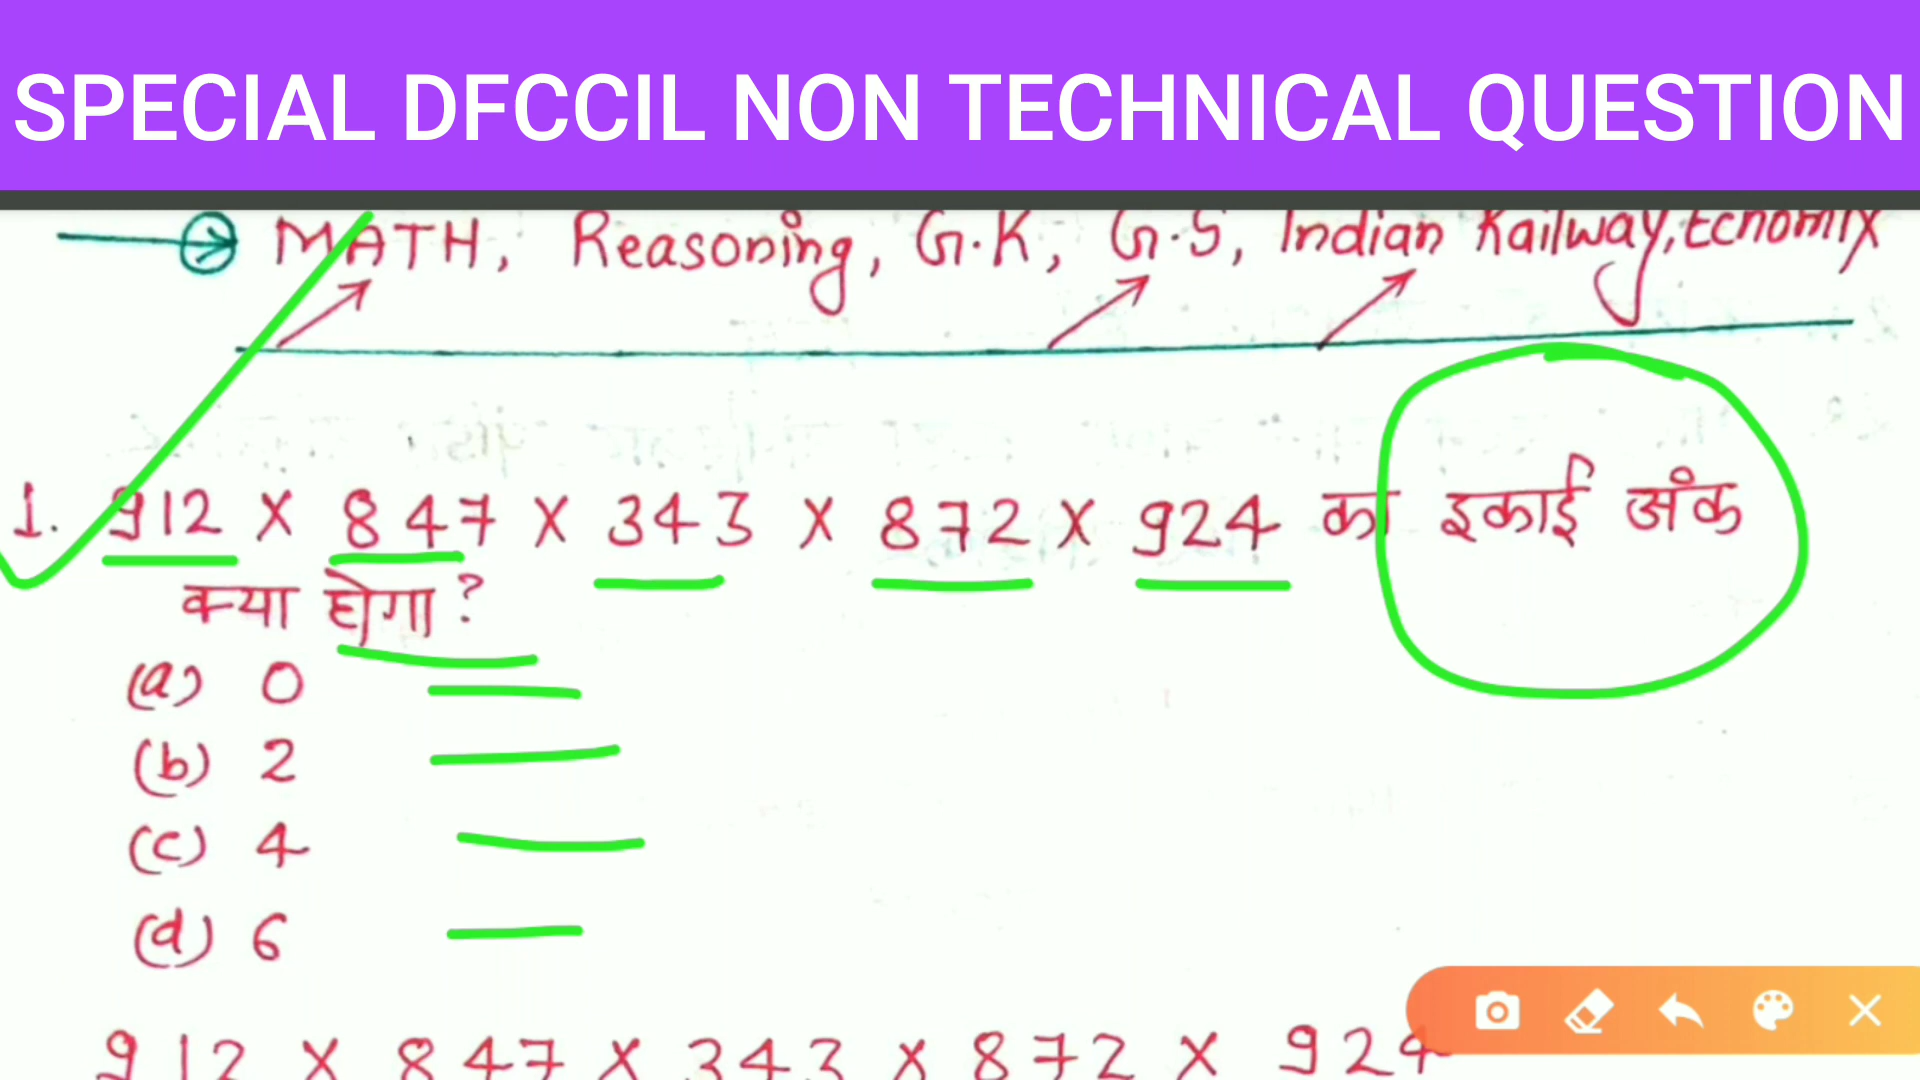 SPECIAL DFCCIL NON TECHNICAL QUESTION
MATH, Reasoning, G.K, G.S, Indian Railway, Ecnomix
1. 912 X 847 X 343 X 872 X 924 का इकाई अंक
क्या होगा ?
(a) 0
(b) 2
(c) 4
(d) 6
912 X 847 X 343 X 872 X 924